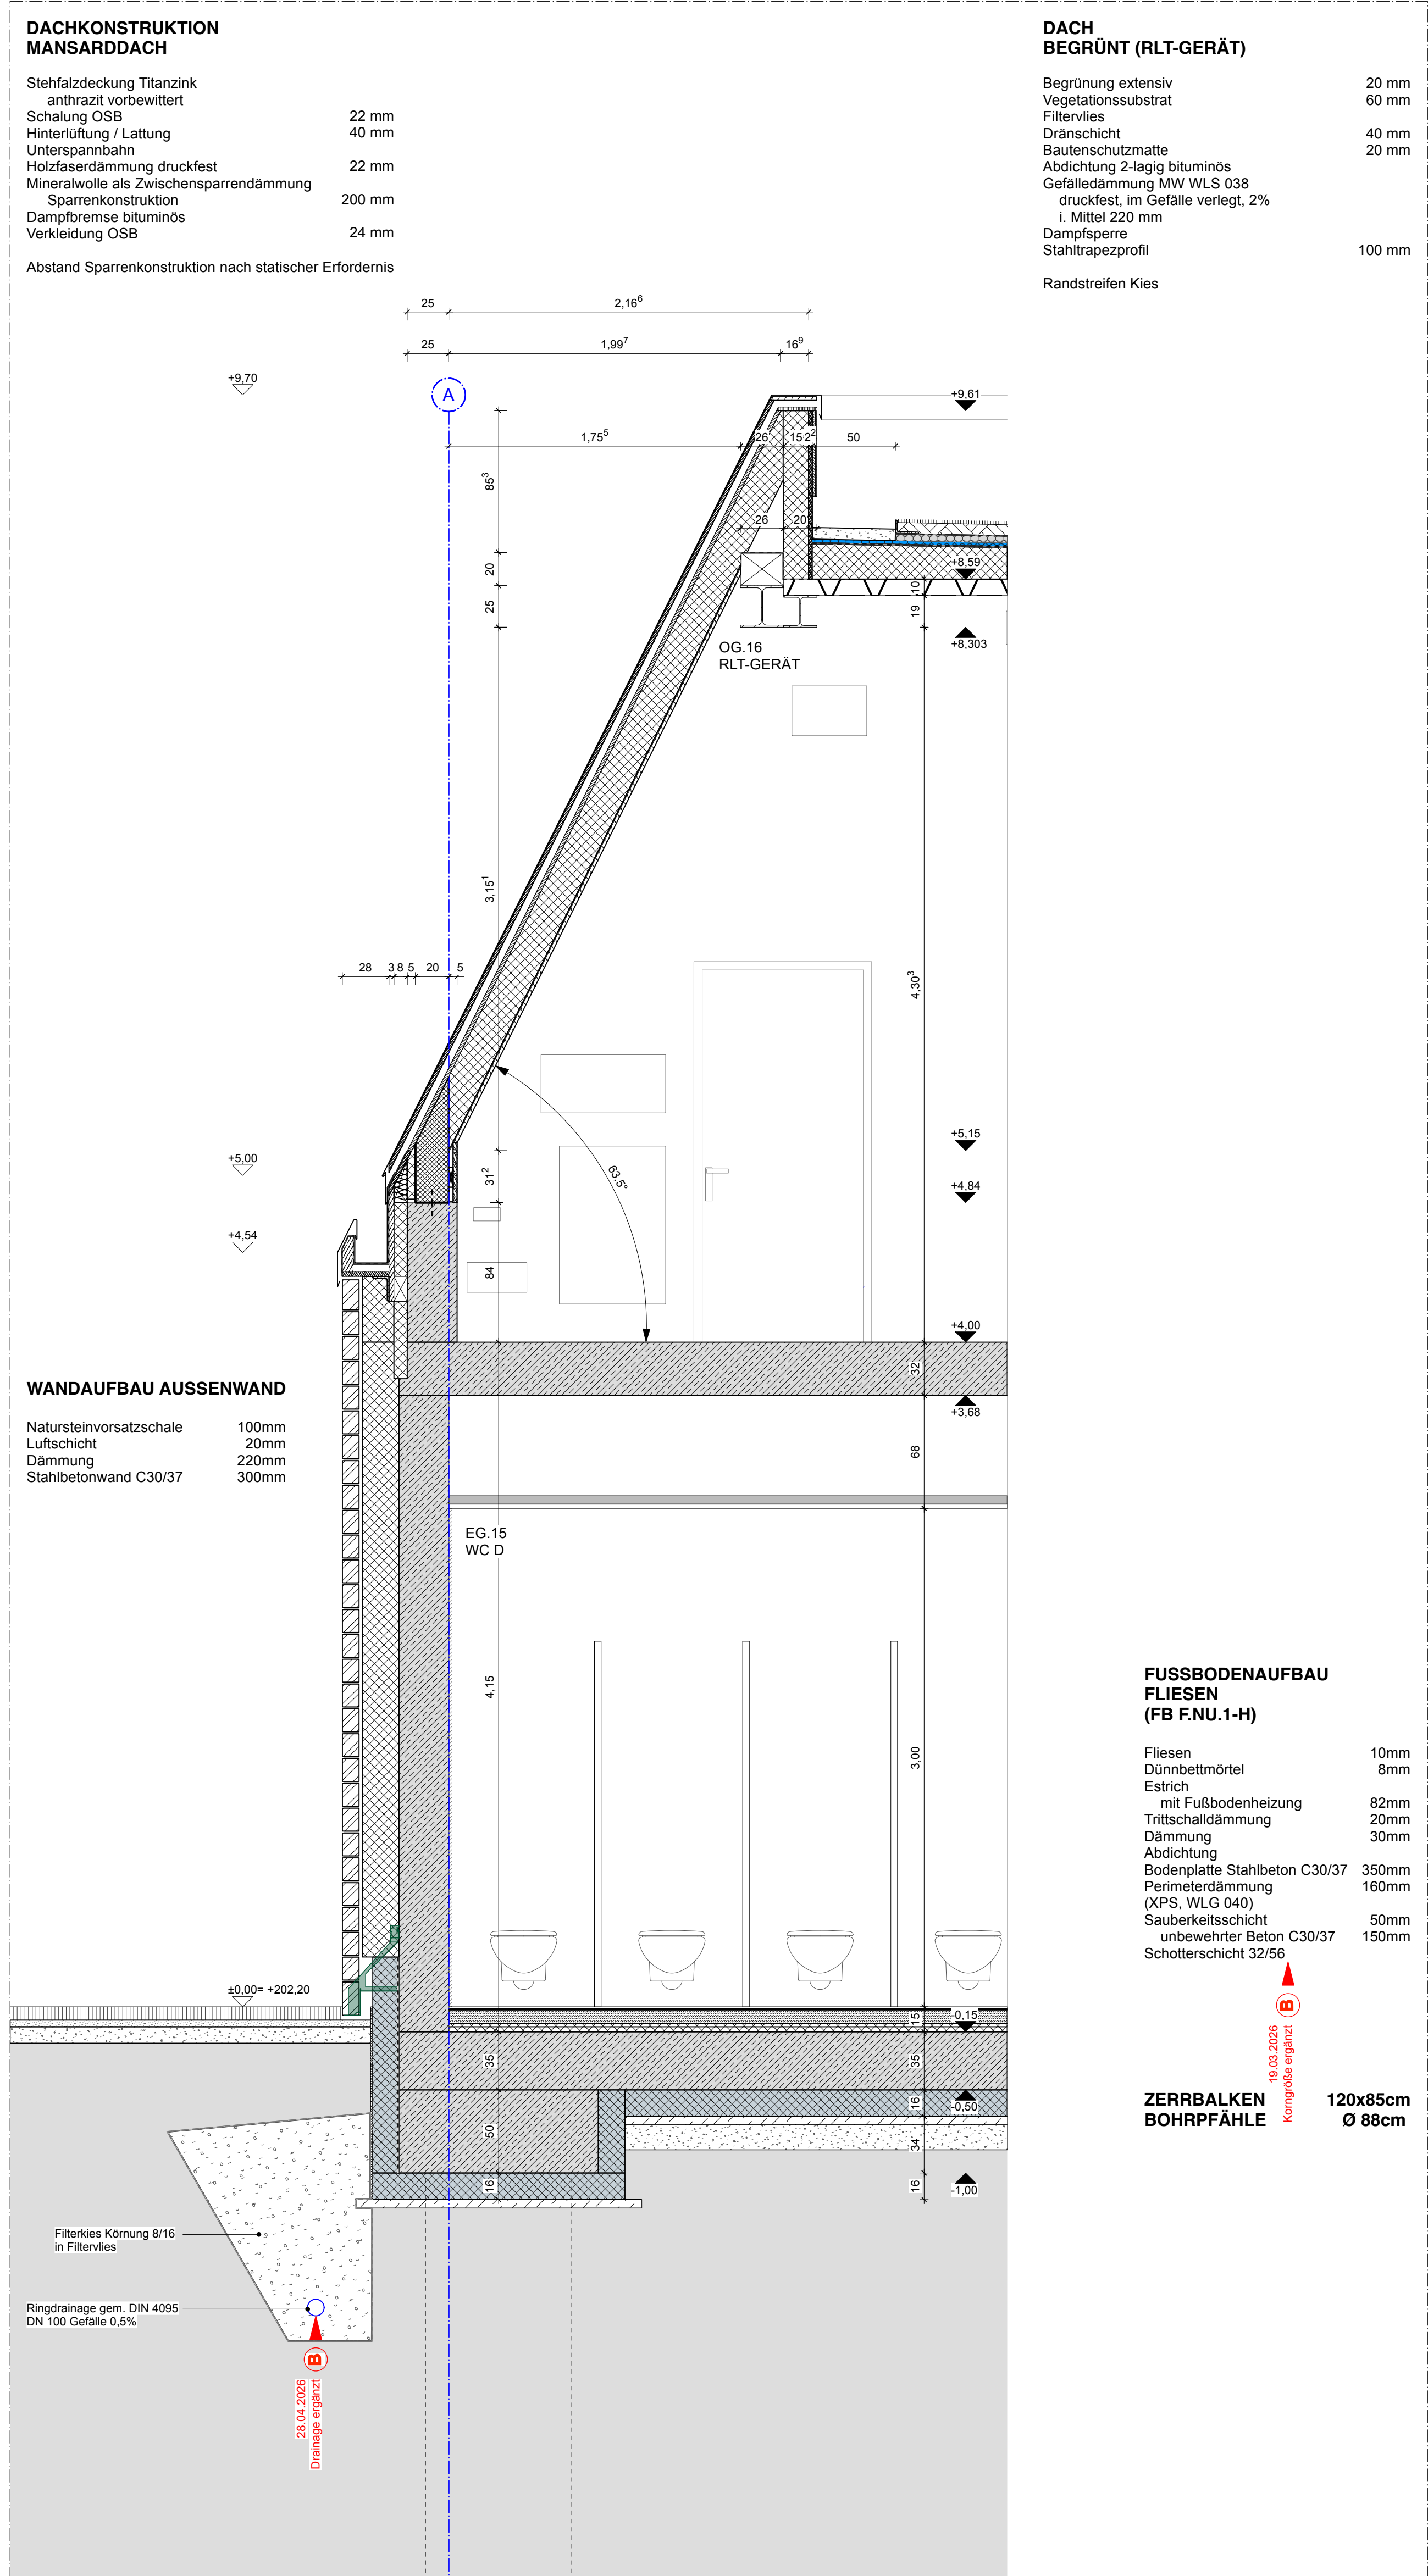 DACHKONSTRUKTION
MANSARDDACH
Stehfalzdeckung Titanzink
anthrazit vorbewittert
Schalung OSB 22 mm
Hinterlüftung / Lattung 40 mm
Unterspannbahn
Holzfaserdämmung druckfest 22 mm
Mineralwolle als Zwischensparrendämmung
Sparrenkonstruktion 200 mm
Dampfbremse bituminös
Verkleidung OSB 24 mm
Abstand Sparrenkonstruktion nach statischer Erfordernis
DACH
BEGRÜNT (RLT-GERÄT)
Begrünung extensiv 20 mm
Vegetationssubstrat 60 mm
Filtervlies
Dränschicht 40 mm
Bautenschutzmatte 20 mm
Abdichtung 2-lagig bituminös
Gefälledämmung MW WLS 038
druckfest, im Gefälle verlegt, 2%
i. Mittel 220 mm
Dampfsperre
Stahltrapezprofil 100 mm
Randstreifen Kies
25 2,16⁶
25 1,99⁷ 16⁹
+9,70
A
+9,61
1,75⁵ 26 15 2² 50
85³
26 20
20
+8,59
10
25
19
+8,303
OG.16
RLT-GERÄT
3,15¹
28 3 8 5 20 5
4,30³
+5,15
+5,00
31²
63,5°
+4,84
+4,54
84
+4,00
32
+3,68
68
WANDAUFBAU AUSSENWAND
Natursteinvorsatzschale 100mm
Luftschicht 20mm
Dämmung 220mm
Stahlbetonwand C30/37 300mm
EG.15
WC D
4,15
3,00
FUSSBODENAUFBAU
FLIESEN
(FB F.NU.1-H)
Fliesen 10mm
Dünnbettmörtel 8mm
Estrich
mit Fußbodenheizung 82mm
Trittschalldämmung 20mm
Dämmung 30mm
Abdichtung
Bodenplatte Stahlbeton C30/37 350mm
Perimeterdämmung 160mm
(XPS, WLG 040)
Sauberkeitsschicht 50mm
unbewehrter Beton C30/37 150mm
Schotterschicht 32/56
B
19.03.2026
Korngröße ergänzt
±0,00= +202,20
15
-0,15
35
35
16
-0,50
50
34
16
16
-1,00
ZERRBALKEN 120x85cm
BOHRPFÄHLE Ø 88cm
Filterkies Körnung 8/16
in Filtervlies
Ringdrainage gem. DIN 4095
DN 100 Gefälle 0,5%
B
28.04.2026
Drainage ergänzt